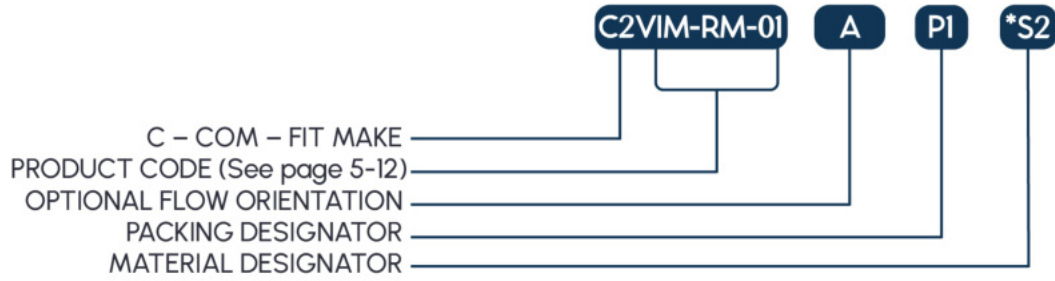 C2VIM-RM-01 A P1 *S2
C – COM – FIT MAKE
PRODUCT CODE (See page 5-12)
OPTIONAL FLOW ORIENTATION
PACKING DESIGNATOR
MATERIAL DESIGNATOR